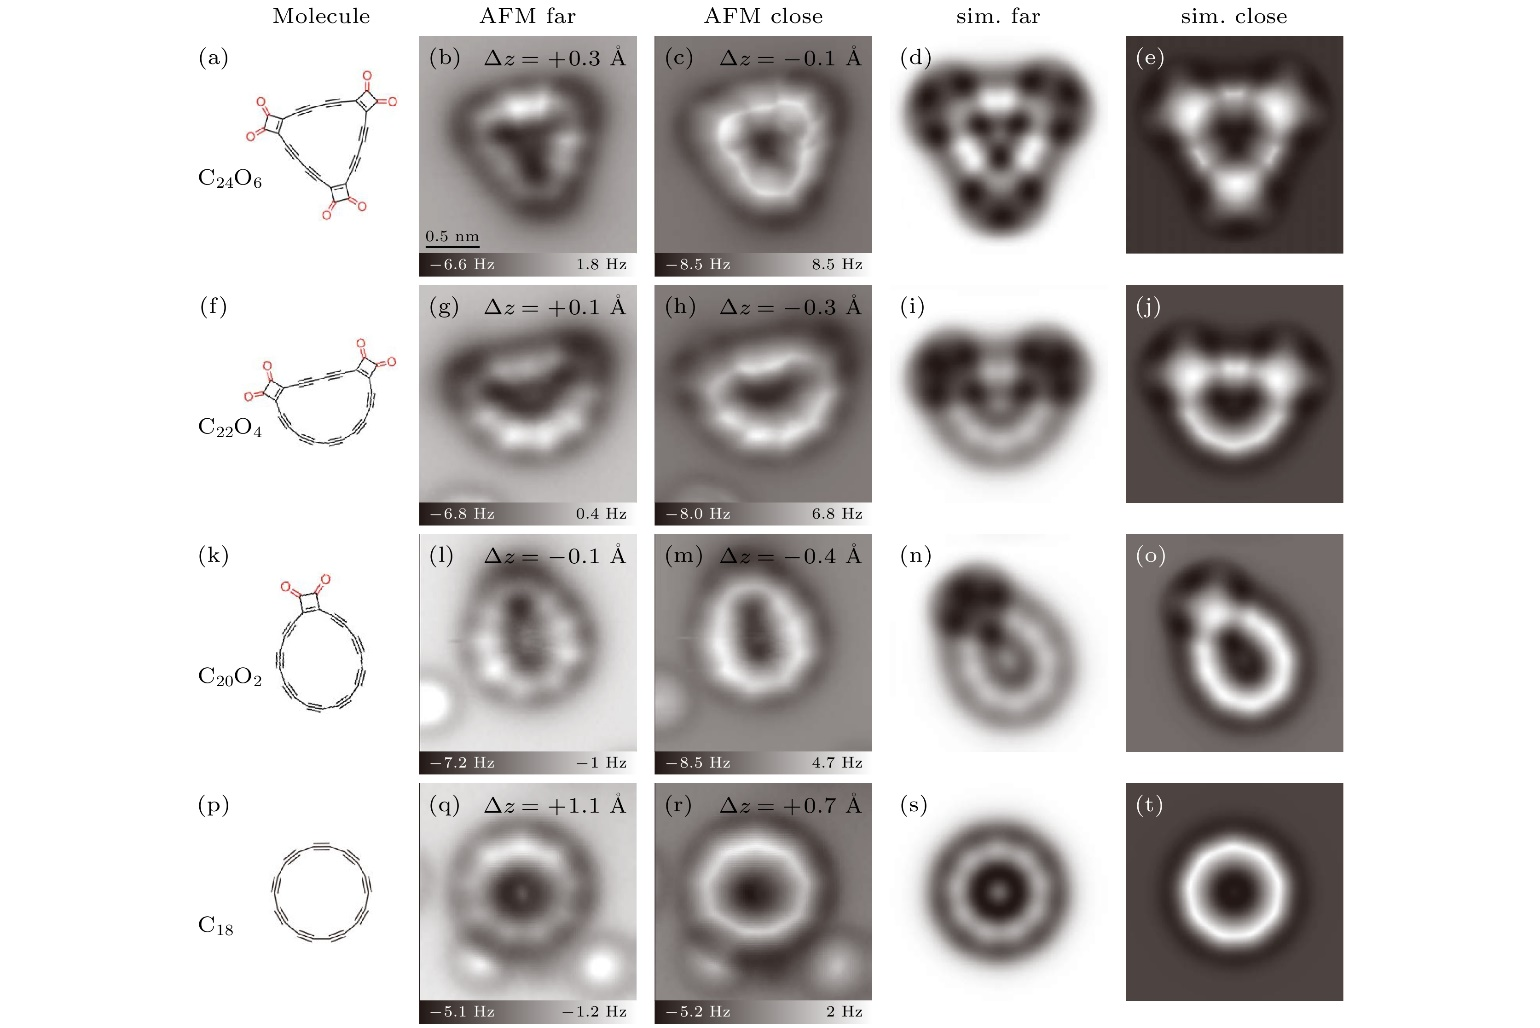 Molecule AFM far AFM close sim. far sim. close
(a) (b) Δz = +0.3 Å (c) Δz = −0.1 Å (d) (e)
O O O O O O
C₂₄O₆
0.5 nm
−6.6 Hz 1.8 Hz −8.5 Hz 8.5 Hz
(f) (g) Δz = +0.1 Å (h) Δz = −0.3 Å (i) (j)
O O O O
C₂₂O₄
−6.8 Hz 0.4 Hz −8.0 Hz 6.8 Hz
(k) (l) Δz = −0.1 Å (m) Δz = −0.4 Å (n) (o)
O O
C₂₀O₂
−7.2 Hz −1 Hz −8.5 Hz 4.7 Hz
(p) (q) Δz = +1.1 Å (r) Δz = +0.7 Å (s) (t)
C₁₈
−5.1 Hz −1.2 Hz −5.2 Hz 2 Hz